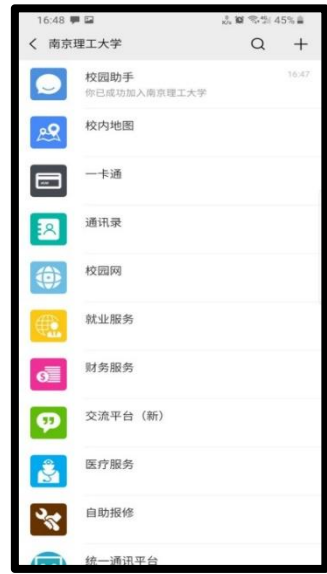 16:48 45%
南京理工大学
校园助手 16:47
你已成功加入南京理工大学
校内地图
一卡通
通讯录
校园网
就业服务
财务服务
交流平台（新）
医疗服务
自助报修
统一通讯平台